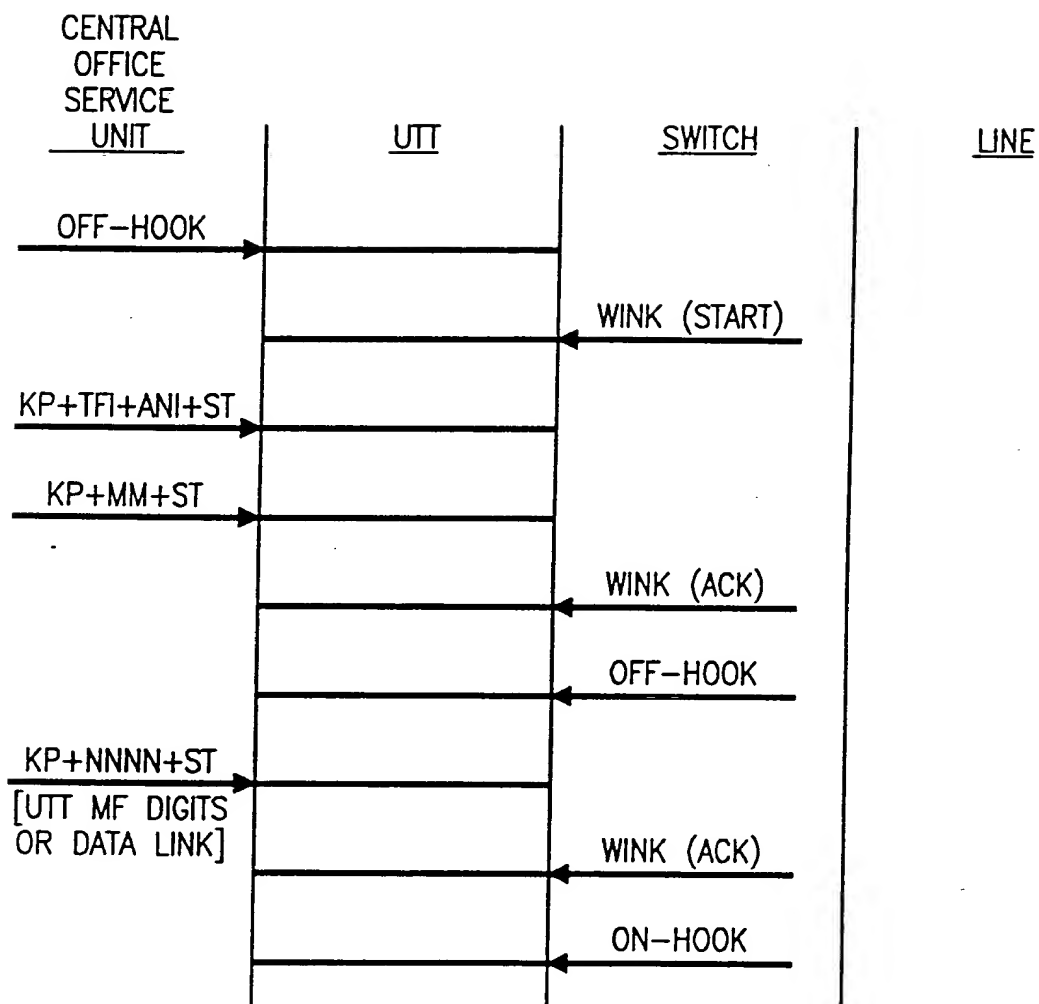 CENTRAL
OFFICE
SERVICE
UNIT
UTT
SWITCH
LINE
OFF-HOOK
WINK (START)
KP+TFI+ANI+ST
KP+MM+ST
WINK (ACK)
OFF-HOOK
KP+NNNN+ST
[UTT MF DIGITS
OR DATA LINK]
WINK (ACK)
ON-HOOK